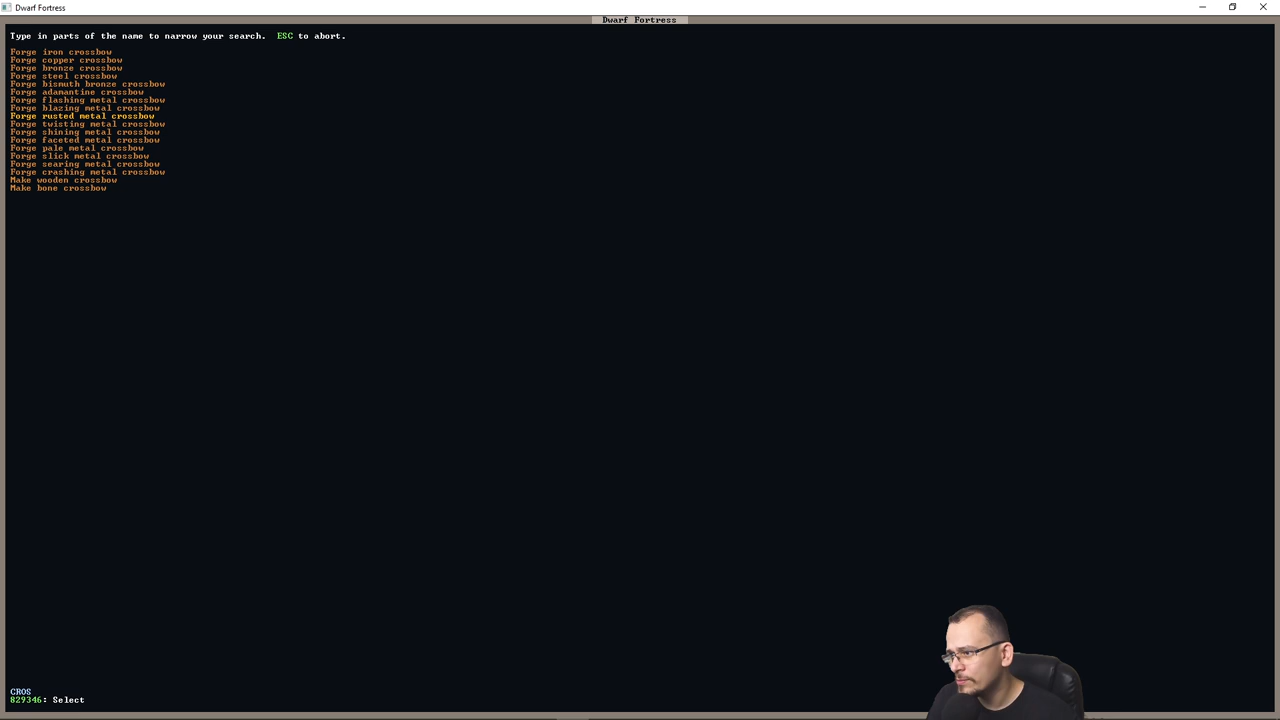 Dwarf Fortress
Dwarf Fortress
Type in parts of the name to narrow your search.  ESC to abort.
Forge iron crossbow
Forge copper crossbow
Forge bronze crossbow
Forge steel crossbow
Forge bismuth bronze crossbow
Forge adamantine crossbow
Forge flashing metal crossbow
Forge blazing metal crossbow
Forge rusted metal crossbow
Forge twisting metal crossbow
Forge shining metal crossbow
Forge faceted metal crossbow
Forge pale metal crossbow
Forge slick metal crossbow
Forge searing metal crossbow
Forge crashing metal crossbow
Make wooden crossbow
Make bone crossbow
CROS
829346: Select